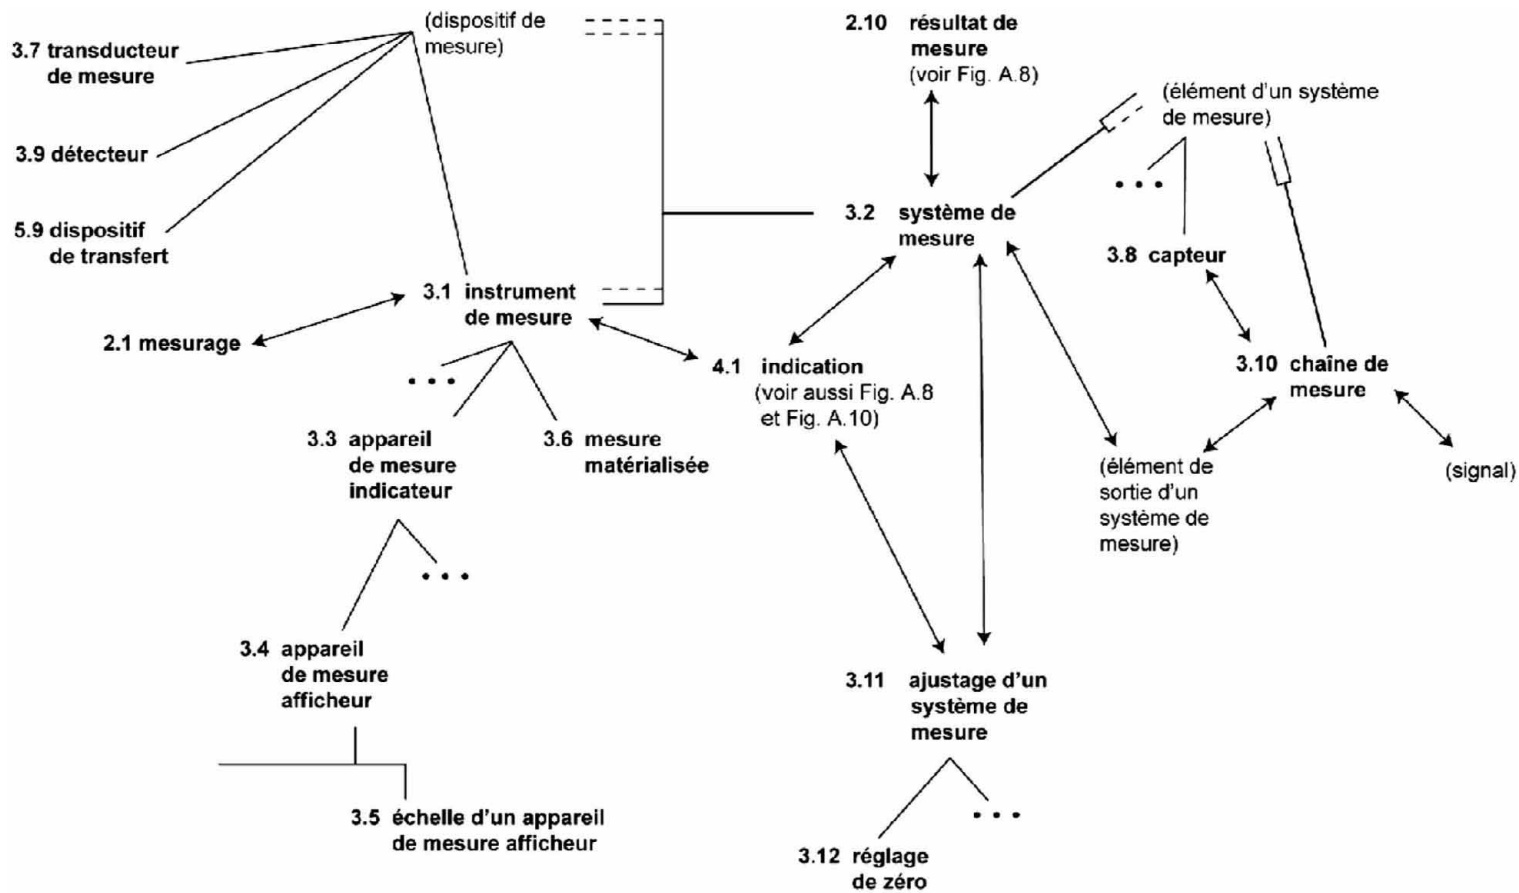 (dispositif de
mesure)
3.7 transducteur
de mesure
3.9 détecteur
5.9 dispositif
de transfert
2.10 résultat de
mesure
(voir Fig. A.8)
(élément d'un système
de mesure)
• • •
3.2 système de
mesure
3.8 capteur
3.1 instrument
de mesure
2.1 mesurage
4.1 indication
(voir aussi Fig. A.8
et Fig. A.10)
3.10 chaîne de
mesure
• • •
3.3 appareil
de mesure
indicateur
3.6 mesure
matérialisée
(élément de
sortie d'un
système de
mesure)
(signal)
• • •
3.4 appareil
de mesure
afficheur
3.11 ajustage d'un
système de
mesure
3.5 échelle d'un appareil
de mesure afficheur
• • •
3.12 réglage
de zéro